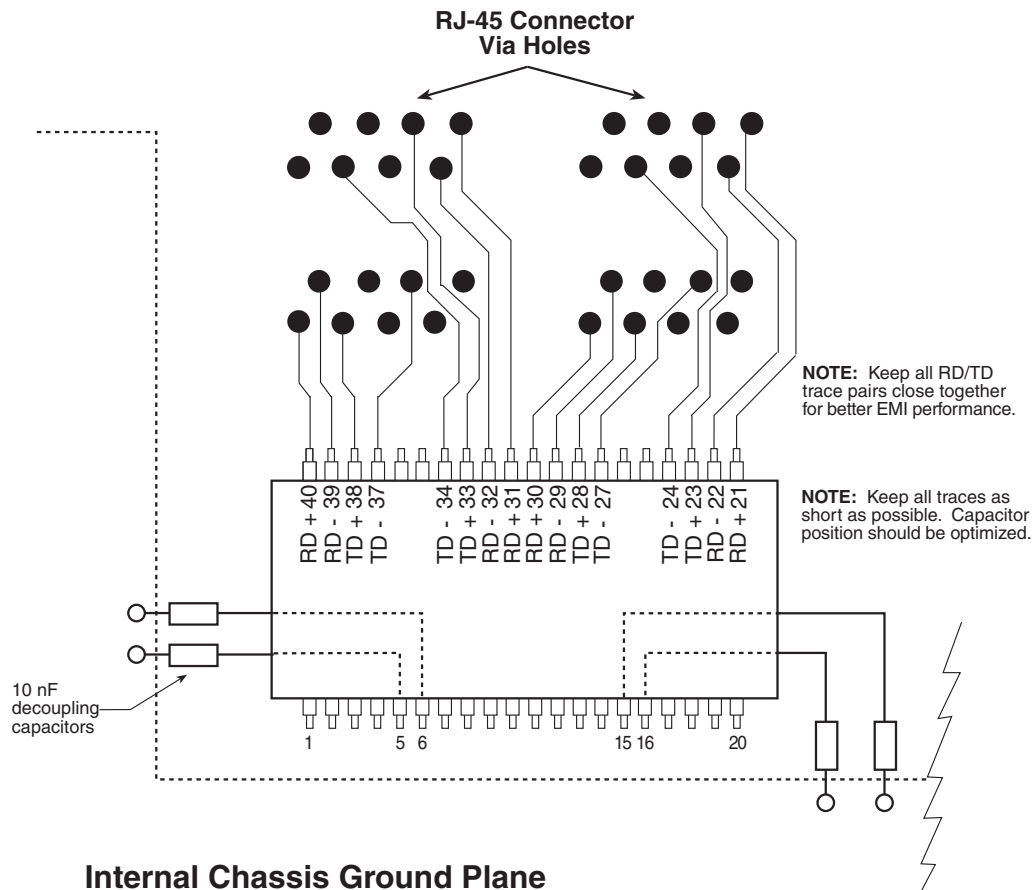 RJ-45 Connector
Via Holes
NOTE: Keep all RD/TD
trace pairs close together
for better EMI performance.
RD + 40
RD - 39
TD + 38
TD - 37
TD - 34
TD + 33
RD - 32
RD + 31
RD + 30
RD - 29
TD + 28
TD - 27
TD - 24
TD + 23
RD - 22
RD + 21
NOTE: Keep all traces as
short as possible. Capacitor
position should be optimized.
10 nF
decoupling
capacitors
1 5 6 15 16 20
Internal Chassis Ground Plane